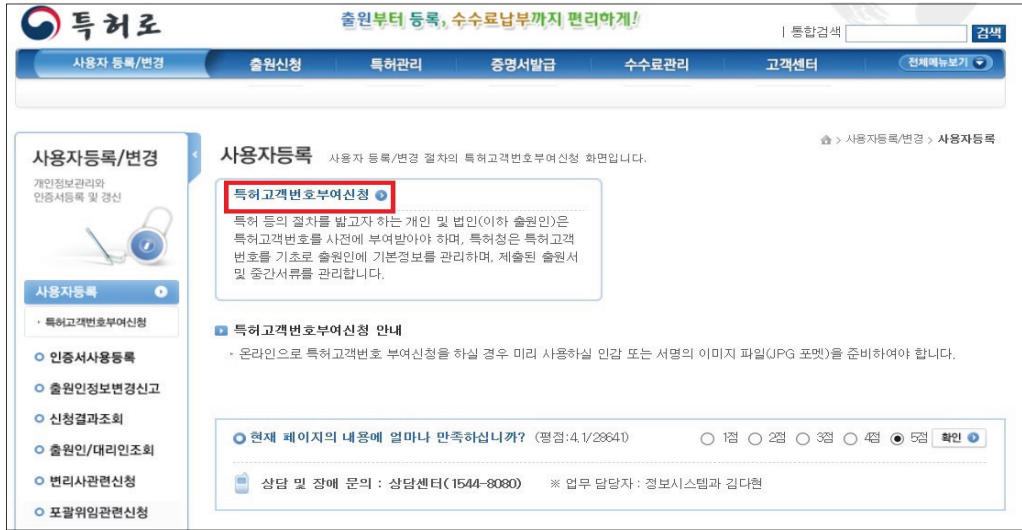 특허로
출원부터 등록, 수수료납부까지 편리하게!
| 통합검색 검색
사용자 등록/변경 출원신청 특허관리 증명서발급 수수료관리 고객센터 전체메뉴보기
> 사용자등록/변경 > 사용자등록
사용자등록/변경
개인정보관리와
인증서등록 및 갱신
사용자등록
· 특허고객번호부여신청
인증서사용등록
출원인정보변경신고
신청결과조회
출원인/대리인조회
변리사관련신청
포괄위임관련신청
사용자등록 사용자 등록/변경 절차의 특허고객번호부여신청 화면입니다.
특허고객번호부여신청
특허 등의 절차를 밟고자 하는 개인 및 법인(이하 출원인)은
특허고객번호를 사전에 부여받아야 하며, 특허청은 특허고객
번호를 기초로 출원인에 기본정보를 관리하며, 제출된 출원서
및 중간서류를 관리합니다.
특허고객번호부여신청 안내
· 온라인으로 특허고객번호 부여신청을 하실 경우 미리 사용하실 인감 또는 서명의 이미지 파일(JPG 포멧)을 준비하여야 합니다.
현재 페이지의 내용에 얼마나 만족하십니까? (평점:4.1/28641) 1점 2점 3점 4점 5점 확인
상담 및 장애 문의 : 상담센터(1544-8080) ※ 업무 담당자 : 정보시스템과 김다현